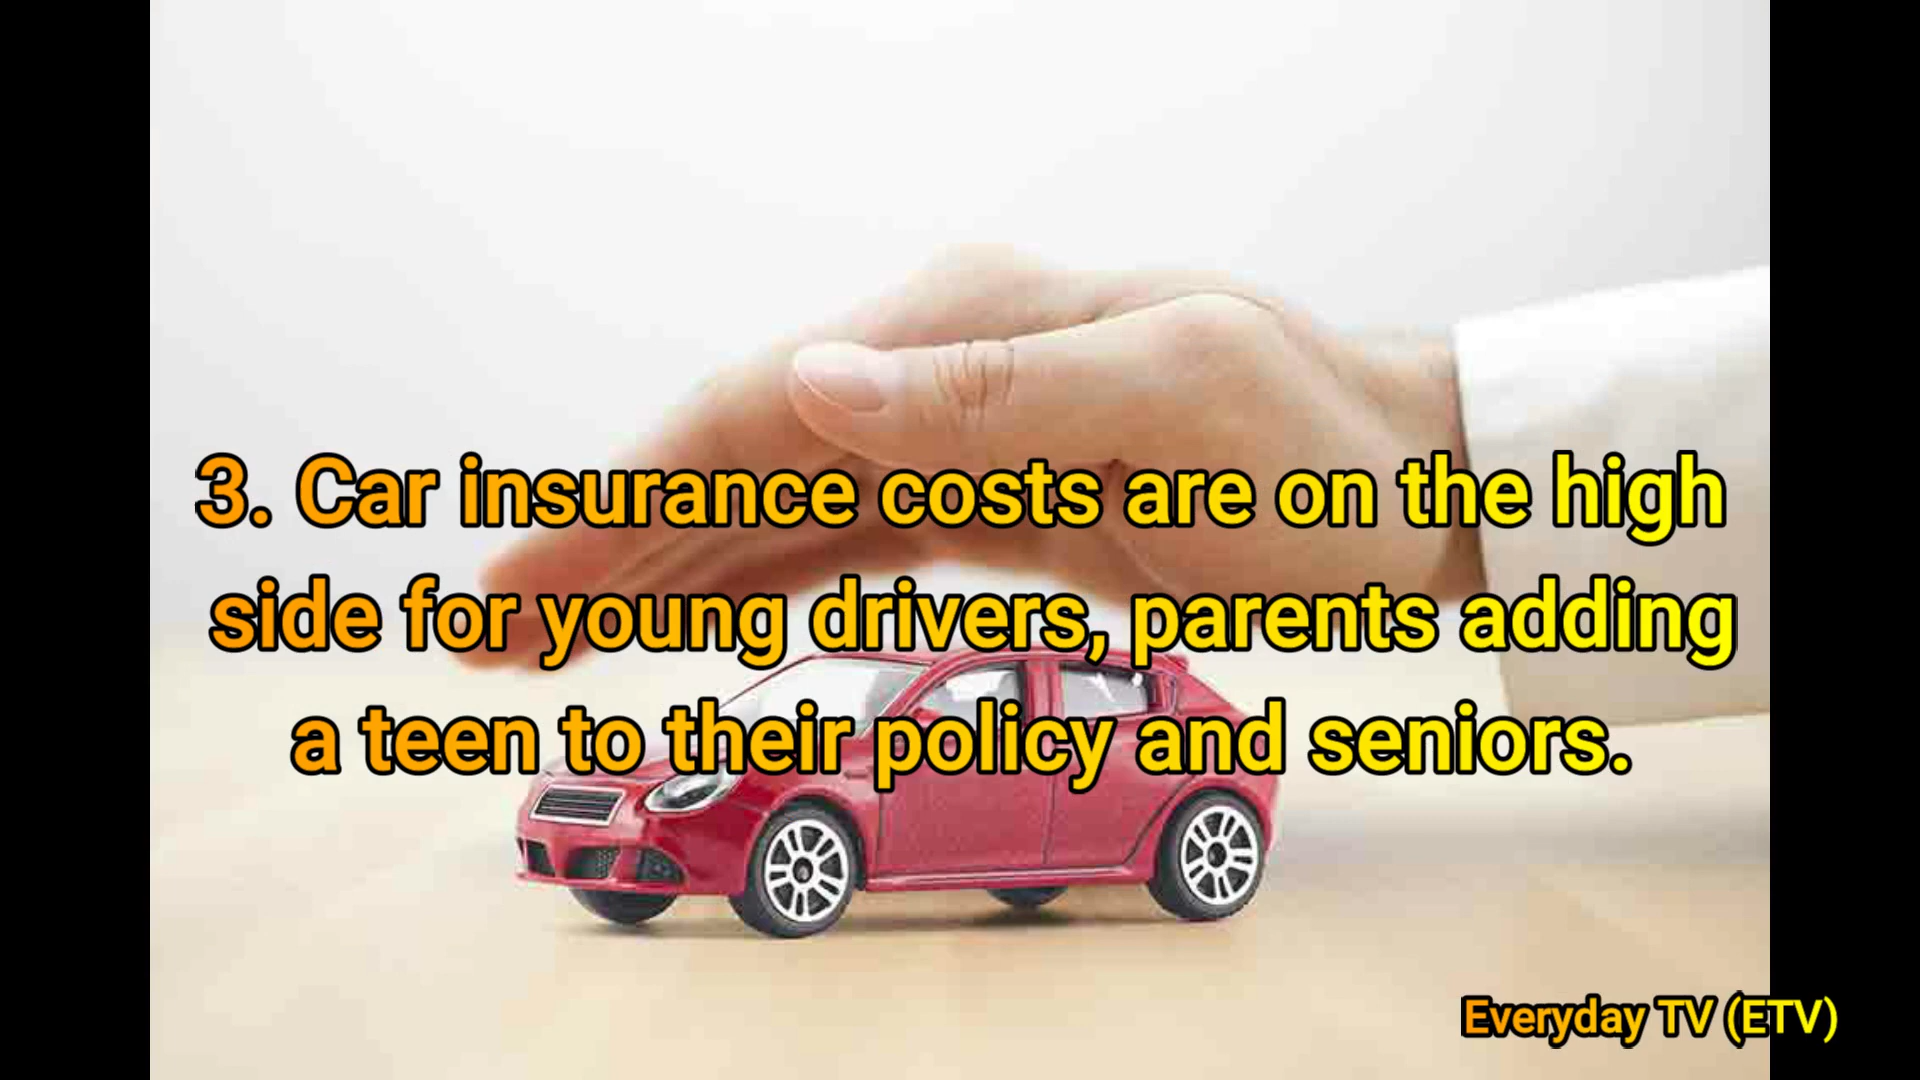 3. Car insurance costs are on the high
side for young drivers, parents adding
a teen to their policy and seniors.
Everyday TV (ETV)